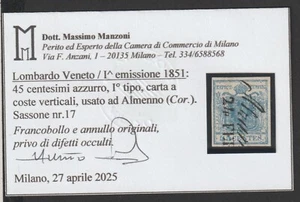 Dott. Massimo Manzoni
Perito ed Esperto della Camera di Commercio di Milano
Via F. Anzani, 1 - 20135 Milano - Tel. 334/6588568
Lombardo Veneto / I^ emissione 1851:
45 centesimi azzurro, I° tipo, carta a
coste verticali, usato ad Almenno (Cor.).
Sassone nr.17
Francobollo e annullo originali,
privo di difetti occulti.
Milano, 27 aprile 2025